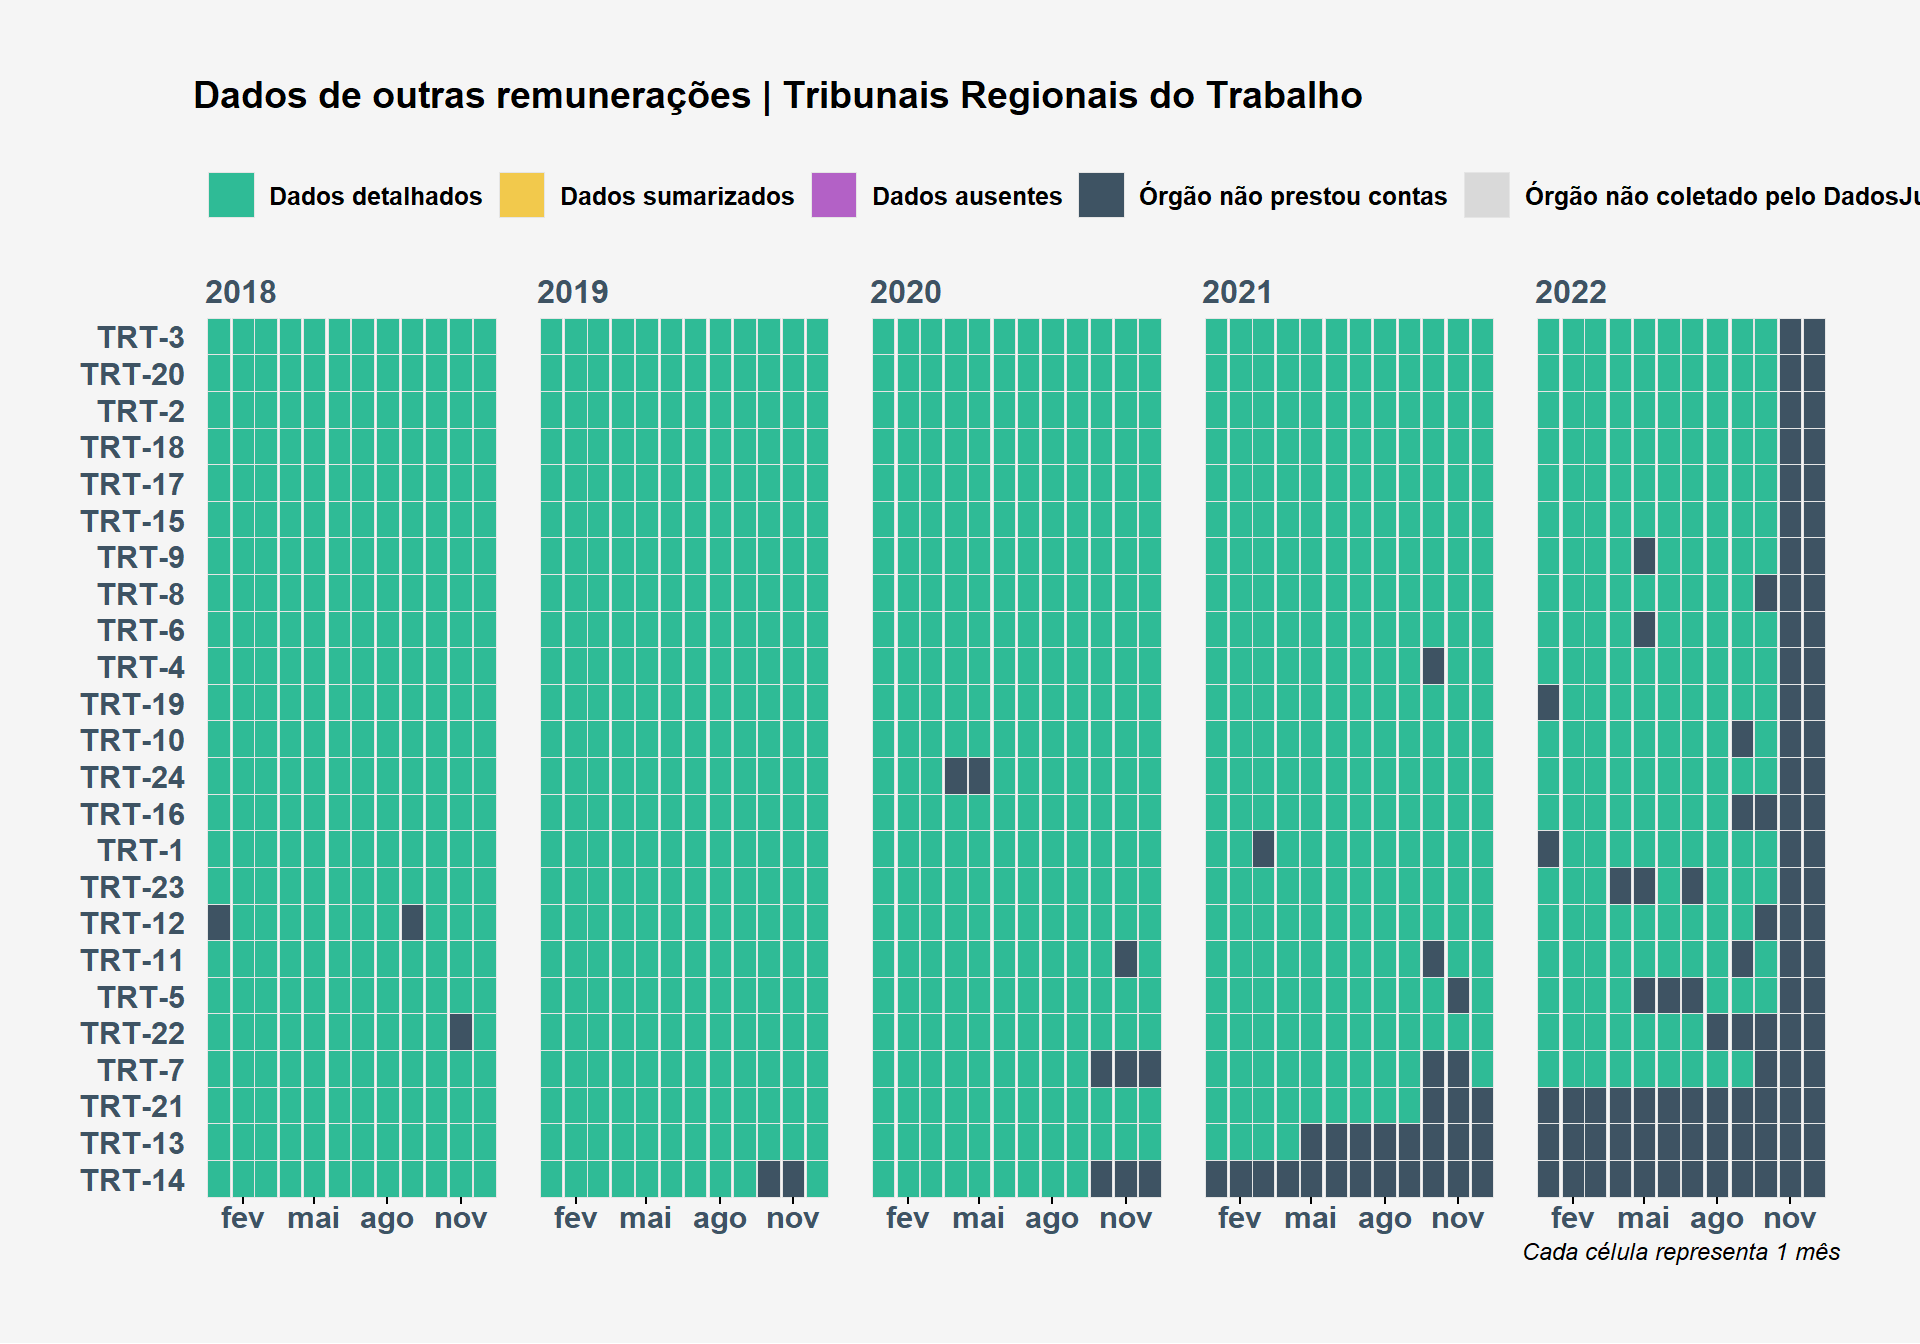 Dados de outras remunerações | Tribunais Regionais do Trabalho
Dados detalhados Dados sumarizados Dados ausentes Órgão não prestou contas Órgão não coletado pelo DadosJu
2018 2019 2020 2021 2022
TRT-3
TRT-20
TRT-2
TRT-18
TRT-17
TRT-15
TRT-9
TRT-8
TRT-6
TRT-4
TRT-19
TRT-10
TRT-24
TRT-16
TRT-1
TRT-23
TRT-12
TRT-11
TRT-5
TRT-22
TRT-7
TRT-21
TRT-13
TRT-14
fev mai ago nov fev mai ago nov fev mai ago nov fev mai ago nov fev mai ago nov
Cada célula representa 1 mês